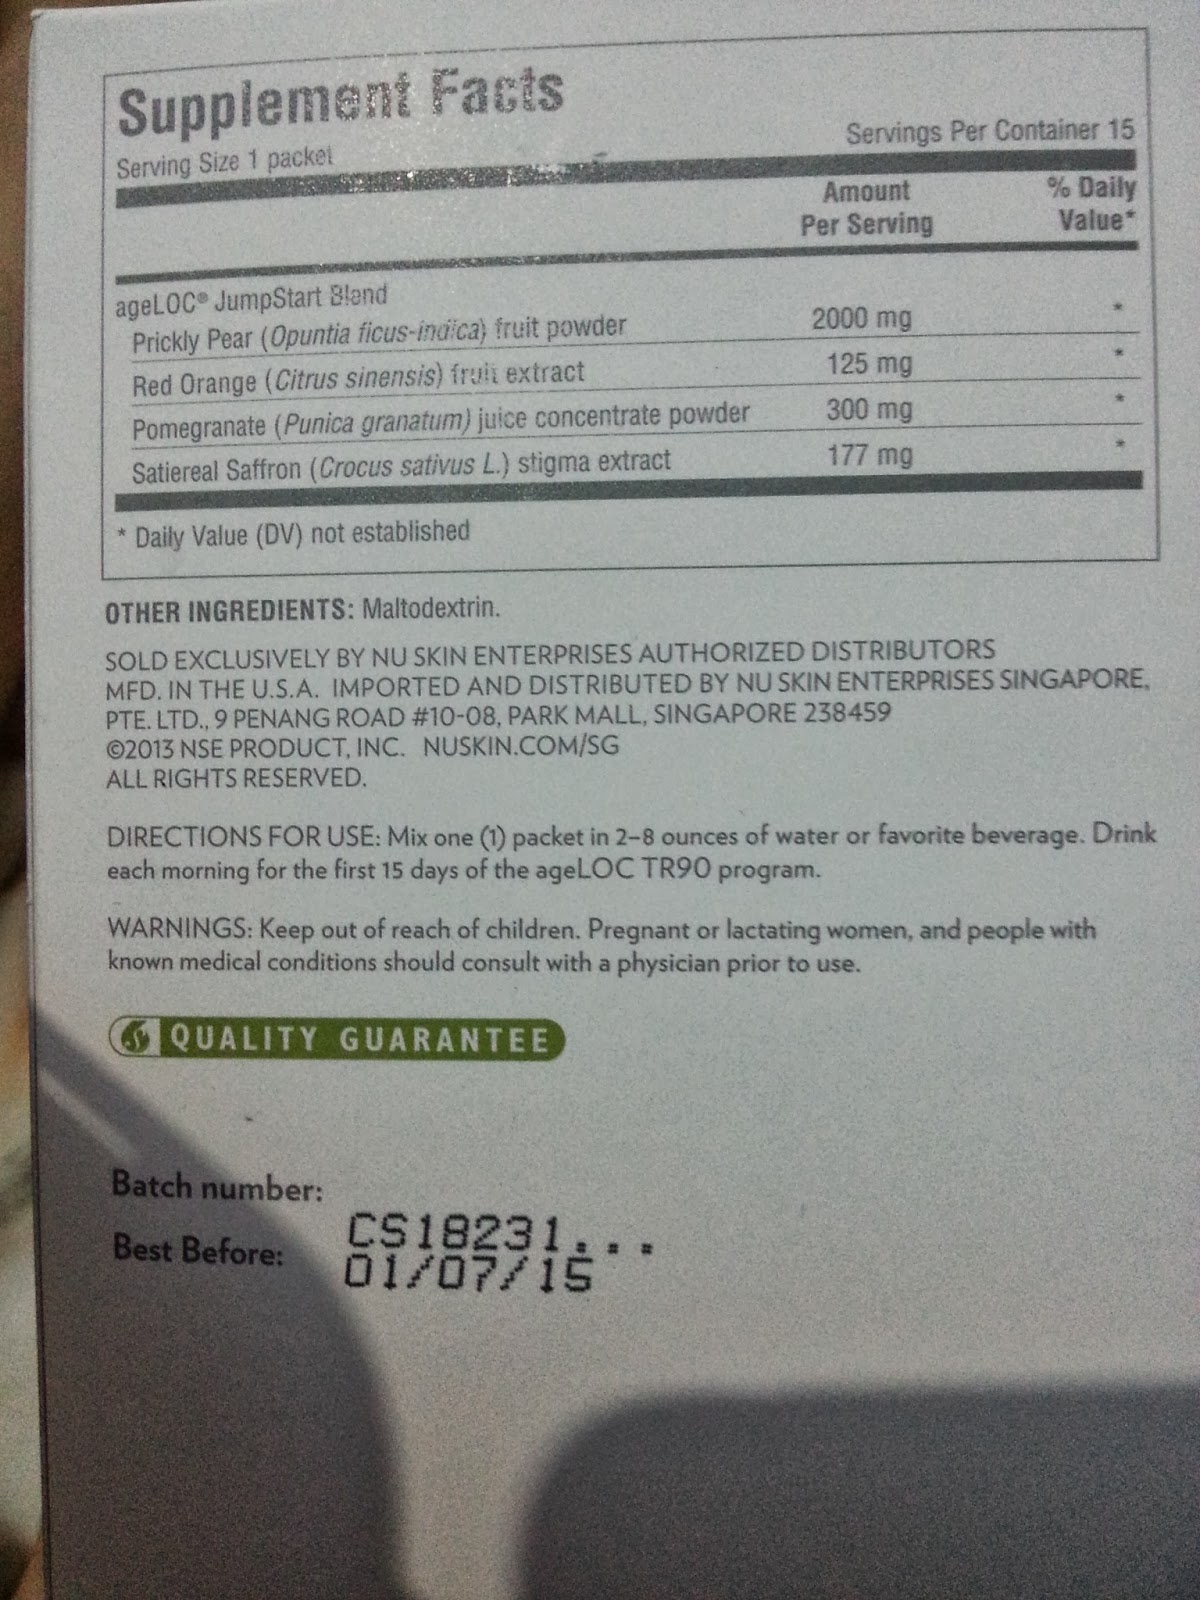 Supplement Facts
Serving Size 1 packet Servings Per Container 15
Amount Per Serving % Daily Value*
ageLOC® JumpStart Blend
Prickly Pear (Opuntia ficus-indica) fruit powder 2000 mg *
Red Orange (Citrus sinensis) fruit extract 125 mg *
Pomegranate (Punica granatum) juice concentrate powder 300 mg *
Satiereal Saffron (Crocus sativus L.) stigma extract 177 mg *
* Daily Value (DV) not established
OTHER INGREDIENTS: Maltodextrin.
SOLD EXCLUSIVELY BY NU SKIN ENTERPRISES AUTHORIZED DISTRIBUTORS
MFD. IN THE U.S.A. IMPORTED AND DISTRIBUTED BY NU SKIN ENTERPRISES SINGAPORE,
PTE. LTD., 9 PENANG ROAD #10-08, PARK MALL, SINGAPORE 238459
©2013 NSE PRODUCT, INC. NUSKIN.COM/SG
ALL RIGHTS RESERVED.
DIRECTIONS FOR USE: Mix one (1) packet in 2–8 ounces of water or favorite beverage. Drink
each morning for the first 15 days of the ageLOC TR90 program.
WARNINGS: Keep out of reach of children. Pregnant or lactating women, and people with
known medical conditions should consult with a physician prior to use.
QUALITY GUARANTEE
Batch number: CS18231...
Best Before: 01/07/15